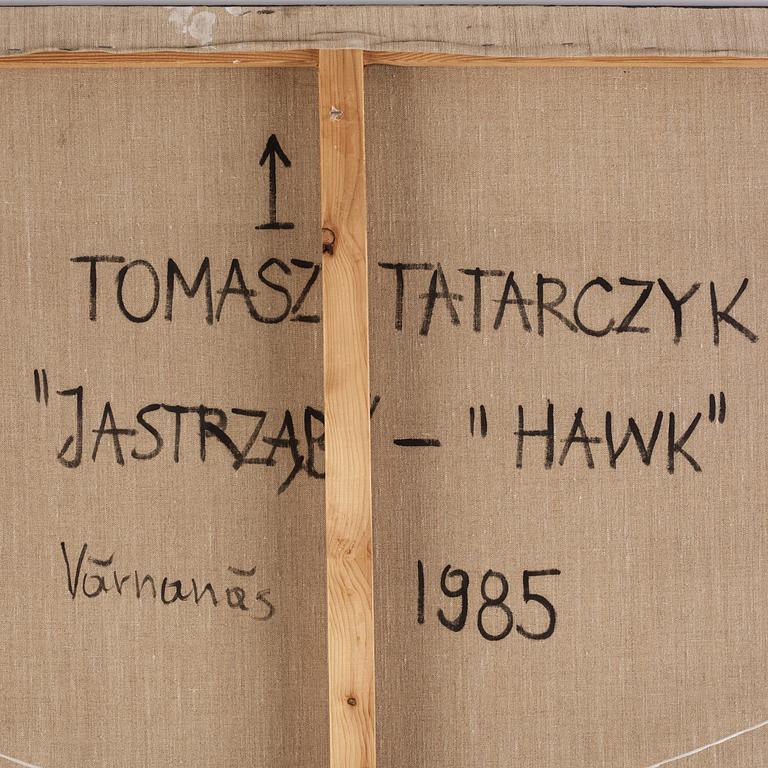 TOMASZ TATARCZYK
"JASTRZĄB" - "HAWK"
Värnanäs 1985